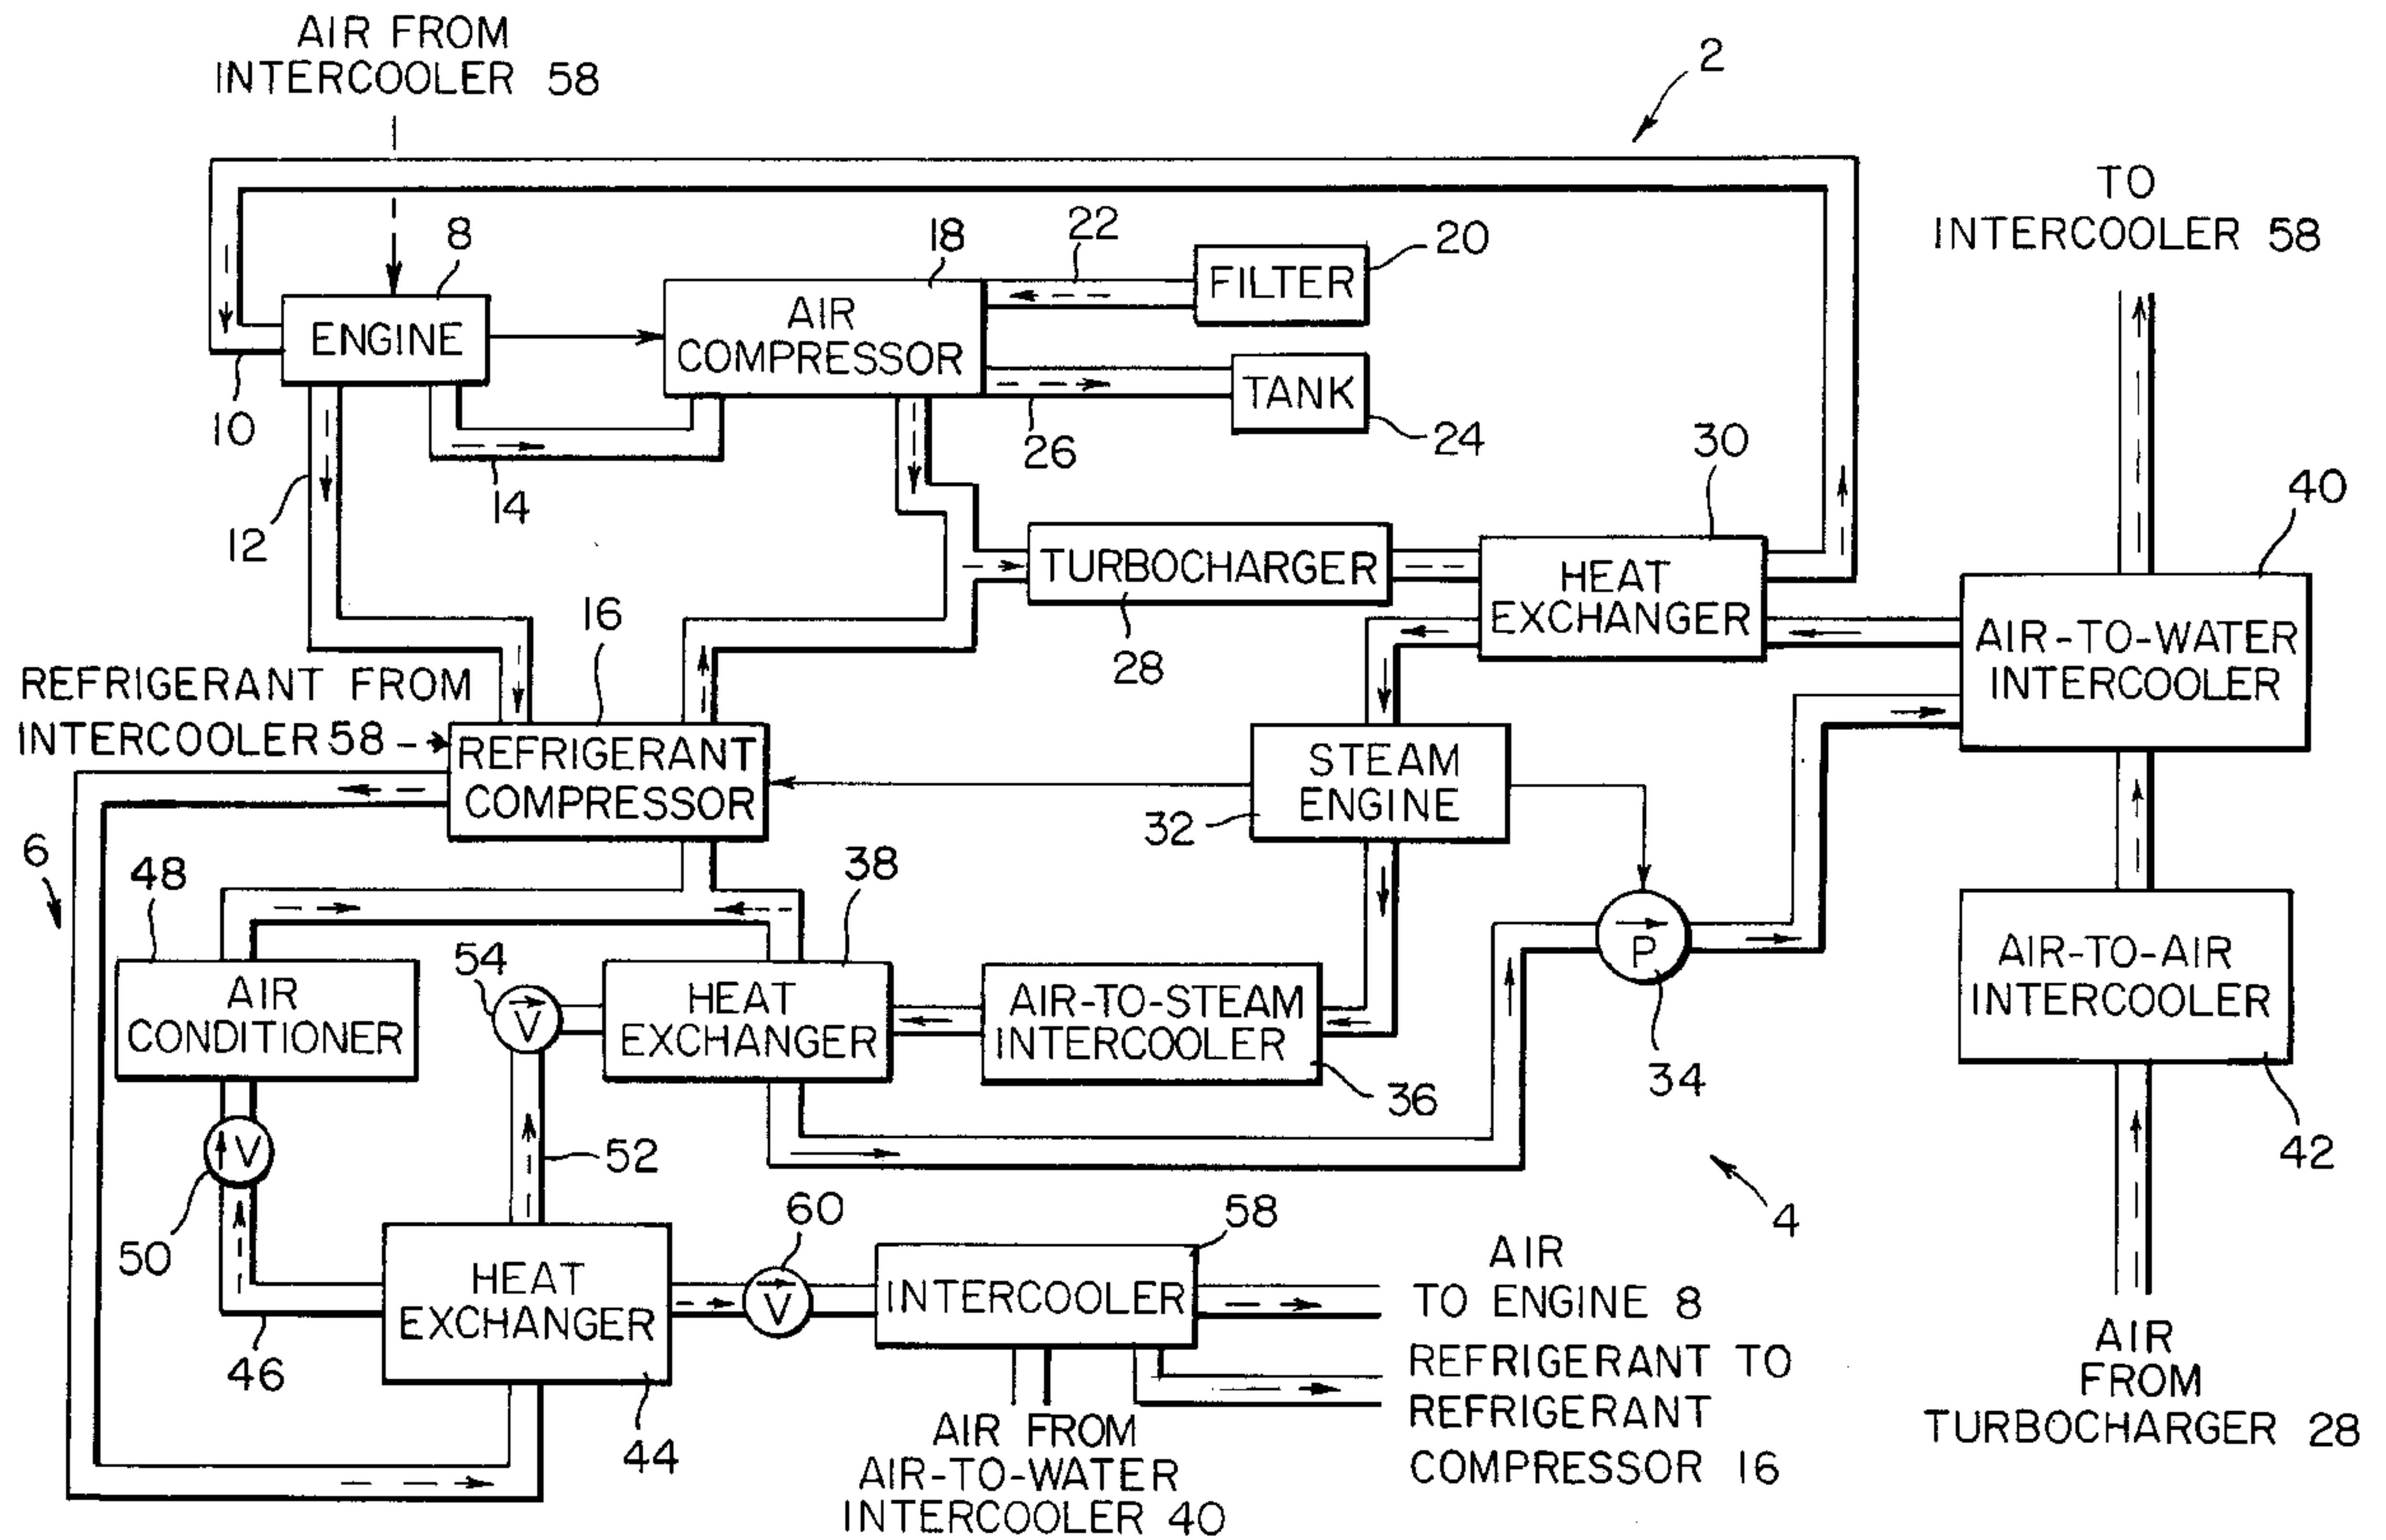 AIR FROM
INTERCOOLER 58
2
TO
INTERCOOLER 58
8
18
22
20
FILTER
ENGINE
AIR
COMPRESSOR
10
TANK
26
24
30
14
12
40
TURBOCHARGER
28
HEAT
EXCHANGER
AIR-TO-WATER
INTERCOOLER
16
REFRIGERANT FROM
INTERCOOLER 58
REFRIGERANT
COMPRESSOR
STEAM
ENGINE
32
6
48
38
54
V
P
34
AIR
CONDITIONER
HEAT
EXCHANGER
AIR-TO-STEAM
INTERCOOLER
36
AIR-TO-AIR
INTERCOOLER
42
V
50
52
60
58
4
HEAT
EXCHANGER
V
INTERCOOLER
AIR
TO ENGINE 8
46
44
REFRIGERANT TO
REFRIGERANT
COMPRESSOR 16
AIR FROM
AIR-TO-WATER
INTERCOOLER 40
AIR
FROM
TURBOCHARGER 28